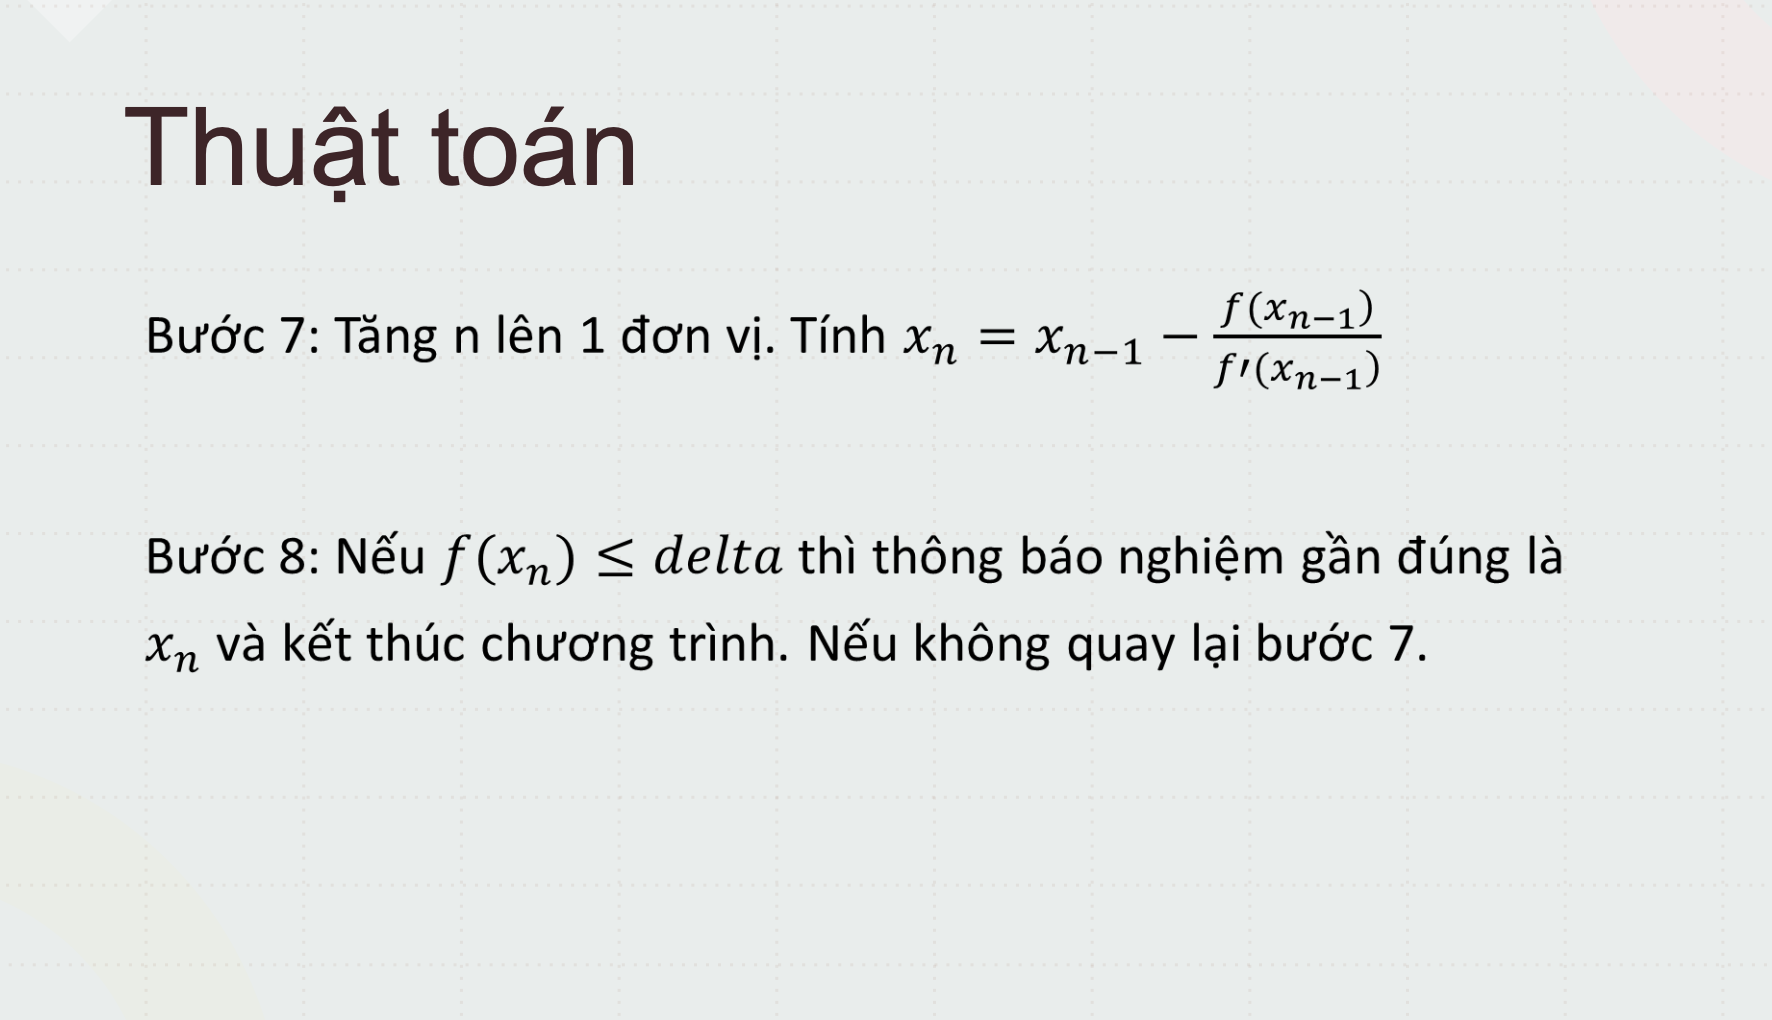 Thuật toán
Bước 7: Tăng n lên 1 đơn vị. Tính $x_n = x_{n-1} - \frac{f(x_{n-1})}{f'(x_{n-1})}$
Bước 8: Nếu $f(x_n) \leq delta$ thì thông báo nghiệm gần đúng là
$x_n$ và kết thúc chương trình. Nếu không quay lại bước 7.